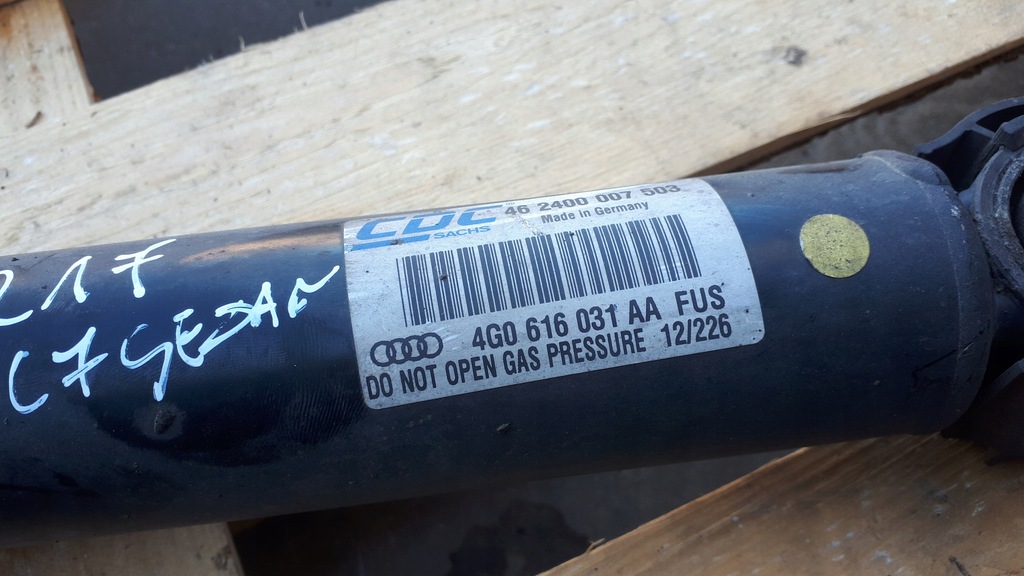 CDC SACHS 46 2400 007 503
Made in Germany
4G0 616 031 AA FUS
DO NOT OPEN GAS PRESSURE 12/226
217
C7 SEDAN